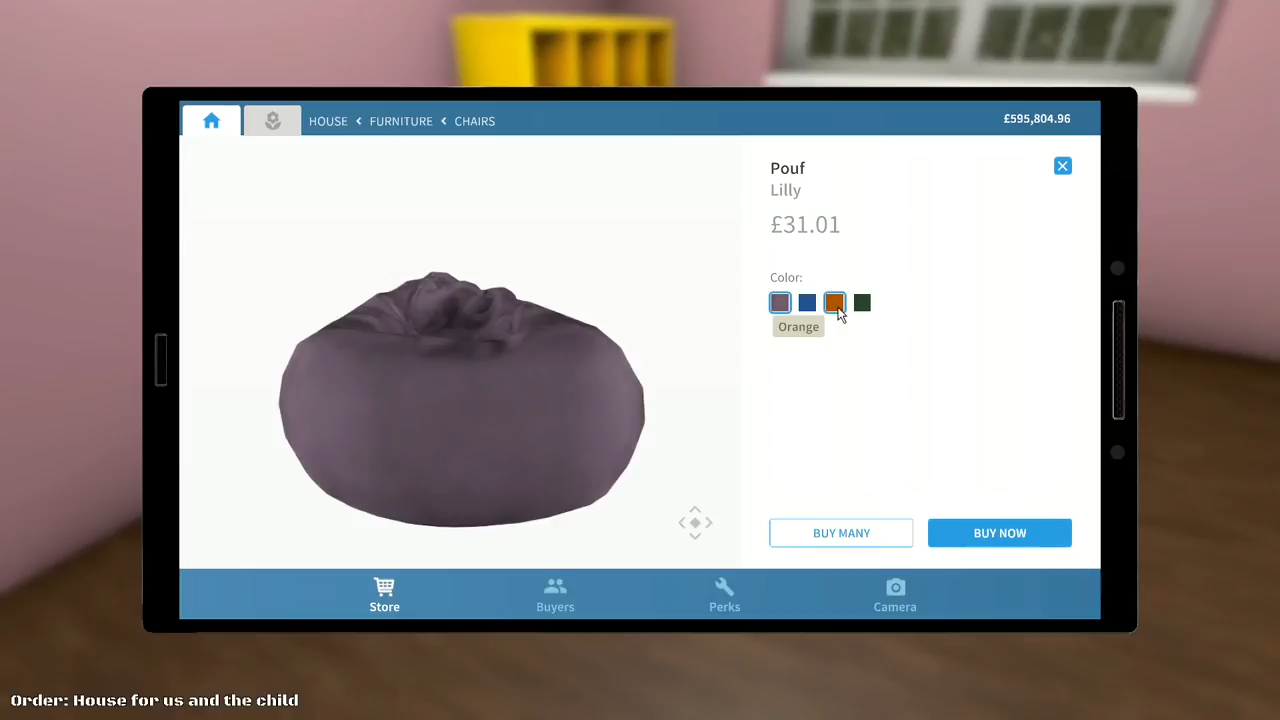 HOUSE < FURNITURE < CHAIRS
£595,804.96
Pouf
Lilly
£31.01
Color:
Orange
BUY MANY
BUY NOW
Store
Buyers
Perks
Camera
Order: House for us and the child